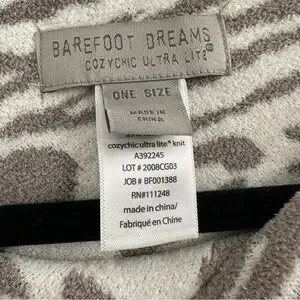 BAREFOOT DREAMS
COZYCHIC ULTRA LITE®
ONE SIZE
MADE IN
CHINA
cozychic ultra lite® knit
A392245
LOT # 2008CG03
JOB# BF001388
RN#111248
made in china/
Fabriqué en Chine